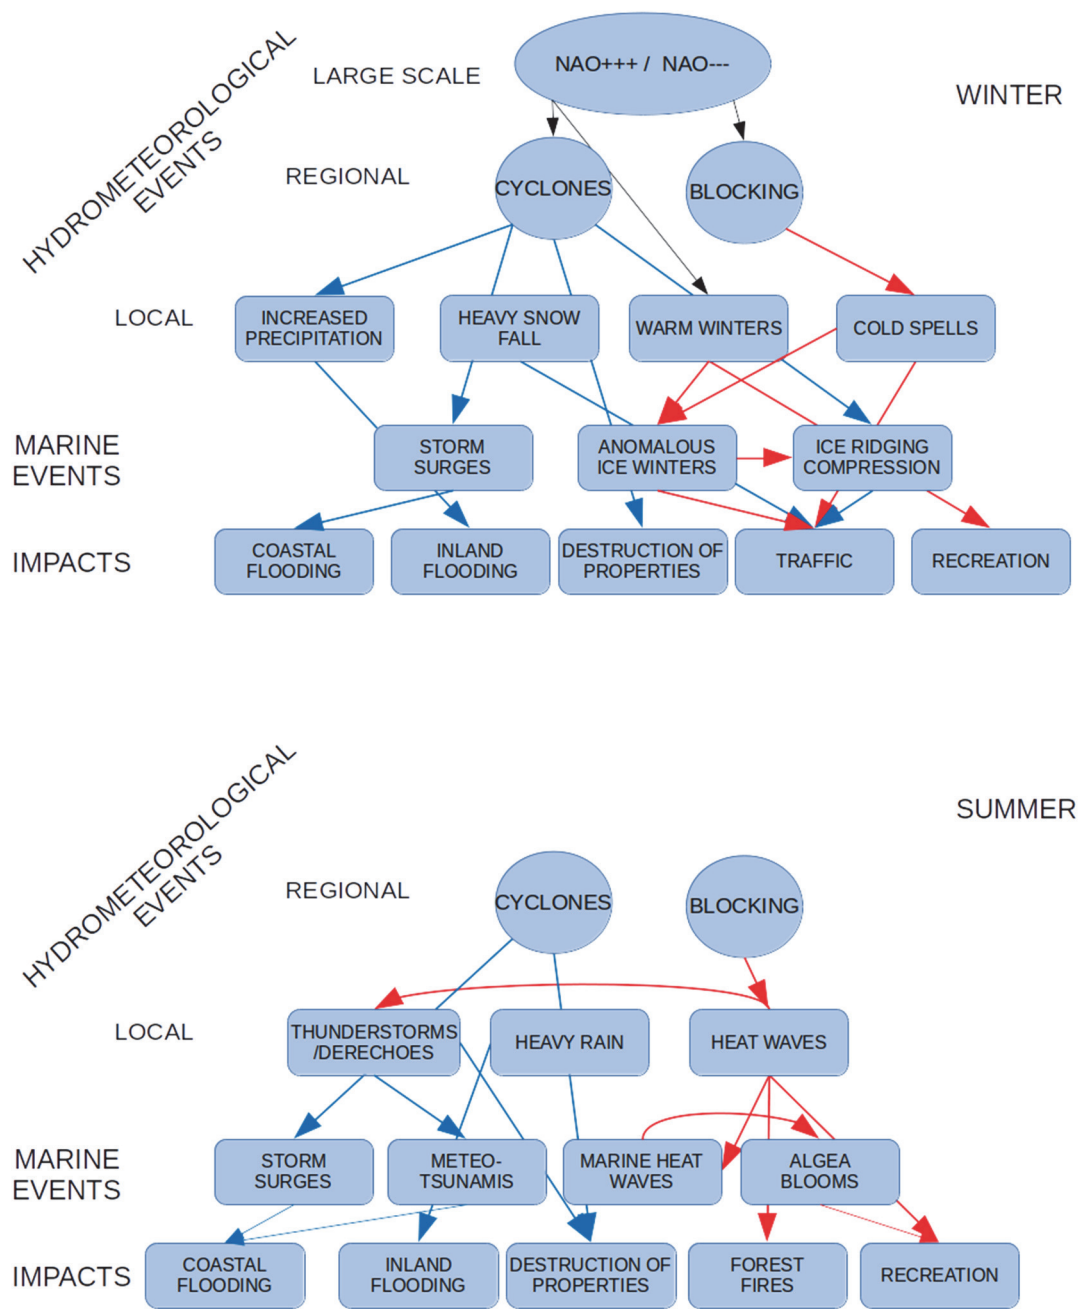 NAO+++ / NAO---
LARGE SCALE
WINTER
HYDROMETEOROLOGICAL
EVENTS
REGIONAL
CYCLONES
BLOCKING
LOCAL
INCREASED
PRECIPITATION
HEAVY SNOW
FALL
WARM WINTERS
COLD SPELLS
MARINE
EVENTS
STORM
SURGES
ANOMALOUS
ICE WINTERS
ICE RIDGING
COMPRESSION
IMPACTS
COASTAL
FLOODING
INLAND
FLOODING
DESTRUCTION OF
PROPERTIES
TRAFFIC
RECREATION
HYDROMETEOROLOGICAL
EVENTS
SUMMER
REGIONAL
CYCLONES
BLOCKING
LOCAL
THUNDERSTORMS
/DERECHOES
HEAVY RAIN
HEAT WAVES
MARINE
EVENTS
STORM
SURGES
METEO-
TSUNAMIS
MARINE HEAT
WAVES
ALGEA
BLOOMS
IMPACTS
COASTAL
FLOODING
INLAND
FLOODING
DESTRUCTION OF
PROPERTIES
FOREST
FIRES
RECREATION